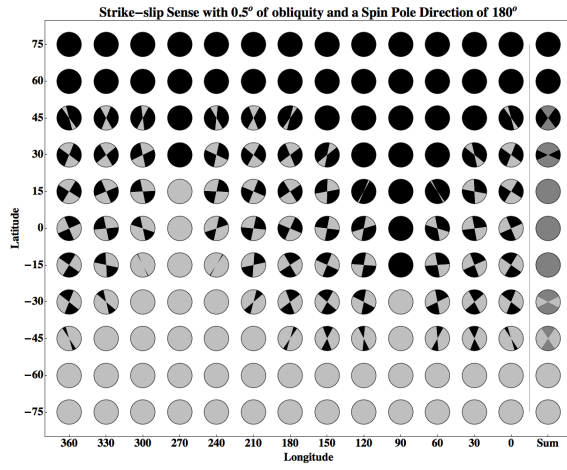 Strike−slip Sense with 0.5° of obliquity and a Spin Pole Direction of 180°
75
60
45
30
15
0
−15
−30
−45
−60
−75
Latitude
360 330 300 270 240 210 180 150 120 90 60 30 0 Sum
Longitude